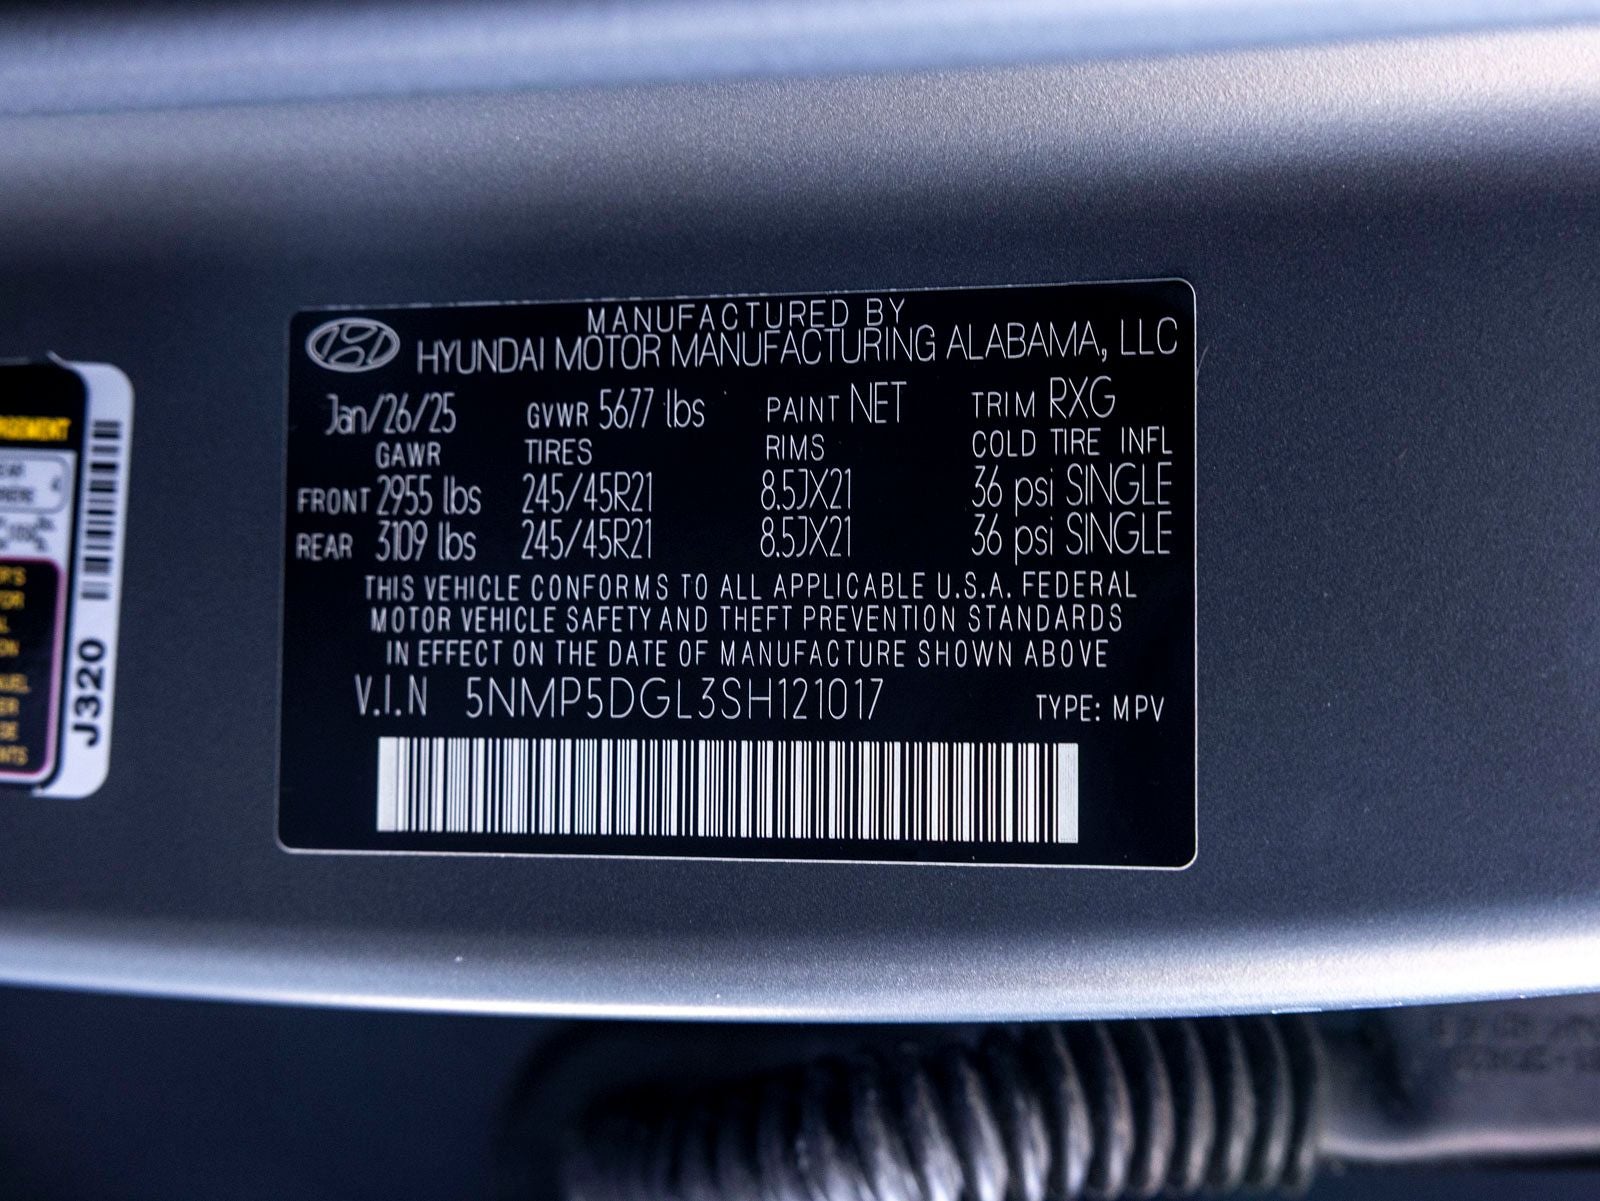 MANUFACTURED BY
HYUNDAI MOTOR MANUFACTURING ALABAMA, LLC
Jan/26/25 GVWR 5677 lbs PAINT NET TRIM RXG
GAWR TIRES RIMS COLD TIRE INFL
FRONT 2955 lbs 245/45R21 8.5JX21 36 psi SINGLE
REAR 3109 lbs 245/45R21 8.5JX21 36 psi SINGLE
THIS VEHICLE CONFORMS TO ALL APPLICABLE U.S.A. FEDERAL
MOTOR VEHICLE SAFETY AND THEFT PREVENTION STANDARDS
IN EFFECT ON THE DATE OF MANUFACTURE SHOWN ABOVE
V.I.N 5NMP5DGL3SH121017 TYPE: MPV
J320